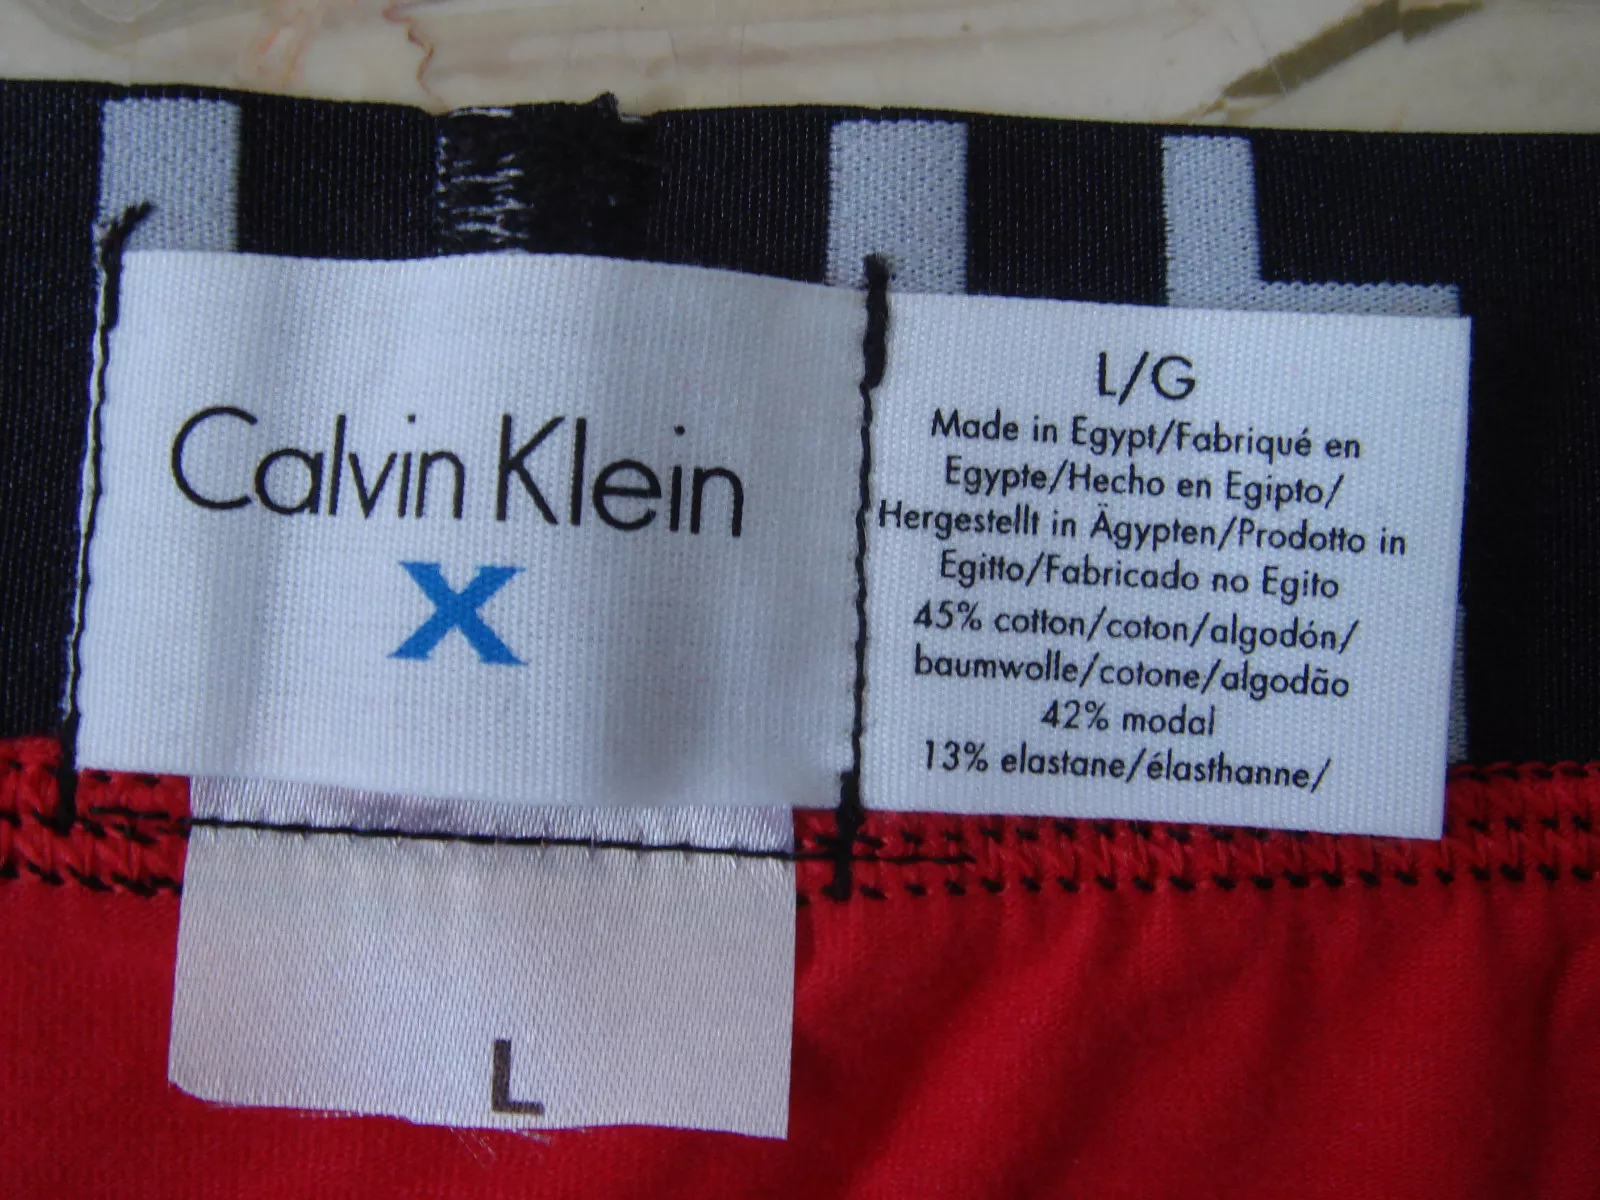 Calvin Klein
X
L
L/G
Made in Egypt/Fabriqué en
Egypte/Hecho en Egipto/
Hergestellt in Ägypten/Prodotto in
Egitto/Fabricado no Egito
45% cotton/coton/algodón/
baumwolle/cotone/algodão
42% modal
13% elastane/élasthanne/